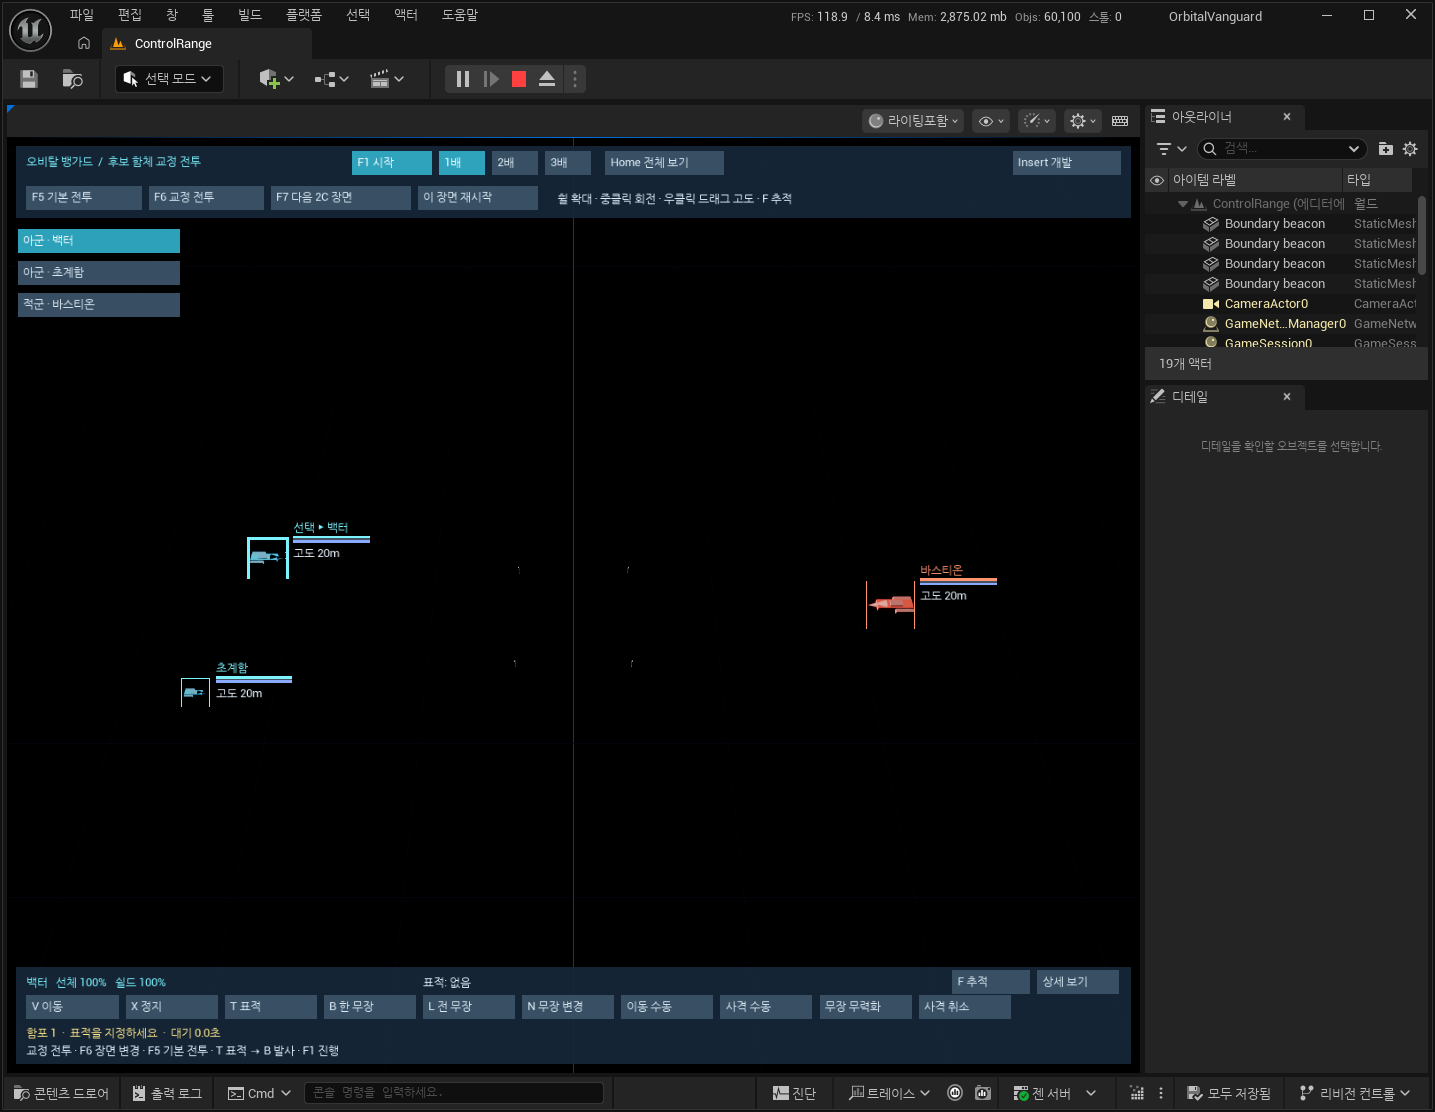 파일 편집 창 툴 빌드 플랫폼 선택 액터 도움말
FPS: 118.9 / 8.4 ms Mem: 2,875.02 mb Objs: 60,100 스톨: 0
OrbitalVanguard
ControlRange
선택 모드
라이팅포함
오비탈 뱅가드 / 후보 함체 교정 전투
F1 시작
1배
2배
3배
Home 전체 보기
Insert 개발
F5 기본 전투
F6 교정 전투
F7 다음 2C 장면
이 장면 재시작
휠 확대 · 중클릭 회전 · 우클릭 드래그 고도 · F 추적
아군 · 백터
아군 · 초계함
적군 · 바스티온
선택 ▸ 백터
고도 20m
바스티온
고도 20m
초계함
고도 20m
백터 선체 100% 쉴드 100%
표적: 없음
F 추적
상세 보기
V 이동
X 정지
T 표적
B 한 무장
L 전 무장
N 무장 변경
이동 수동
사격 수동
무장 무력화
사격 취소
함포 1 · 표적을 지정하세요 · 대기 0.0초
교정 전투 · F6 장면 변경 · F5 기본 전투 · T 표적 → B 발사 · F1 진행
아웃라이너
검색...
아이템 라벨 타입
ControlRange (에디터에 월드
Boundary beacon StaticMesh
Boundary beacon StaticMesh
Boundary beacon StaticMesh
Boundary beacon StaticMesh
CameraActor0 CameraAct
GameNet...Manager0 GameNetw
GameSession0 GameSess
19개 액터
디테일
디테일을 확인할 오브젝트를 선택합니다.
콘텐츠 드로어
출력 로그
Cmd
콘솔 명령을 입력하세요.
진단
트레이스
젠 서버
모두 저장됨
리비전 컨트롤